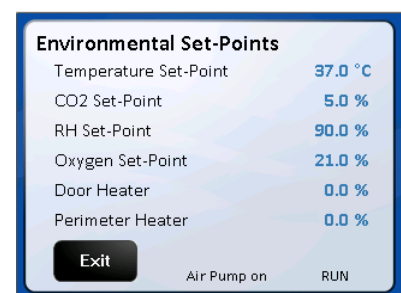 Environmental Set-Points
Temperature Set-Point 37.0 °C
CO2 Set-Point 5.0 %
RH Set-Point 90.0 %
Oxygen Set-Point 21.0 %
Door Heater 0.0 %
Perimeter Heater 0.0 %
Exit Air Pump on RUN